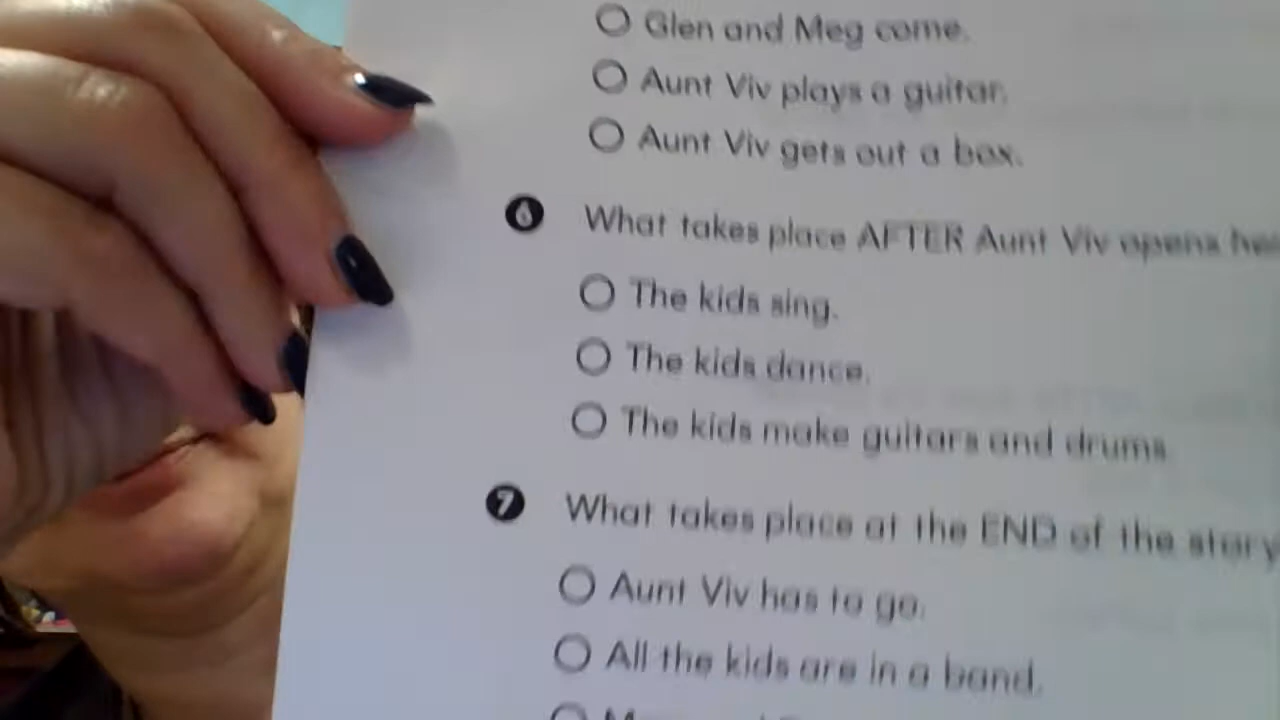 Glen and Meg come.
Aunt Viv plays a guitar.
Aunt Viv gets out a box.
6 What takes place AFTER Aunt Viv opens
The kids sing.
The kids dance.
The kids make guitars and drums.
7 What takes place at the END of the story
Aunt Viv has to go.
All the kids are in a band.